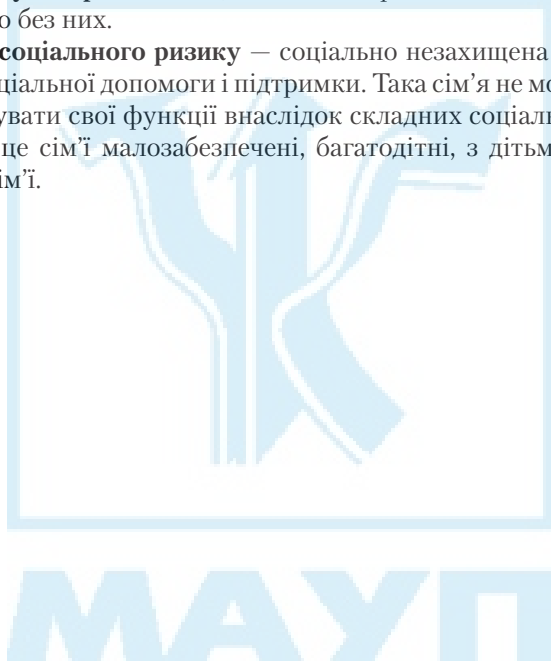 о без них.
соціального ризику — соціально незахищена
ціальної допомоги і підтримки. Така сім’я не мо
увати свої функції внаслідок складних соціаль
це сім’ї малозабезпечені, багатодітні, з дітьм
ім’ї.
МАУП